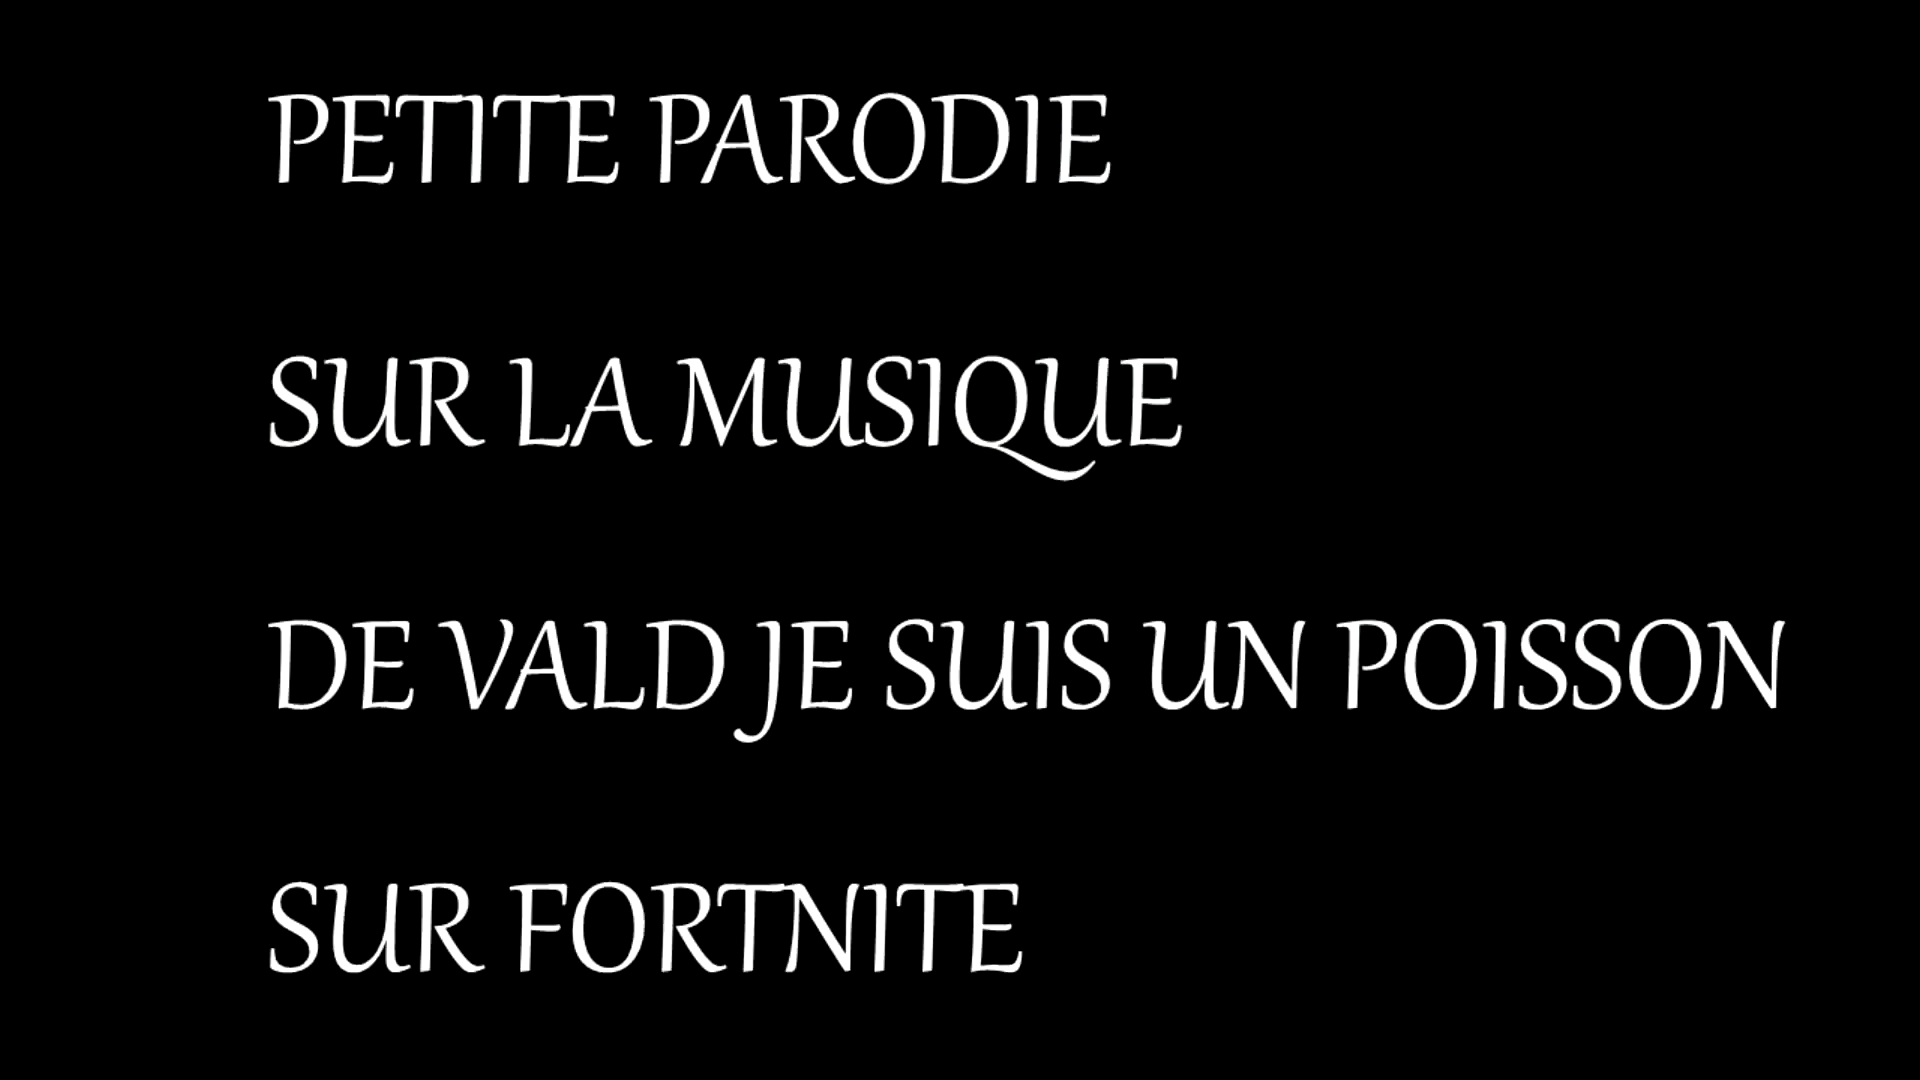 PETITE PARODIE
SUR LA MUSIQUE
DE VALD JE SUIS UN POISSON
SUR FORTNITE